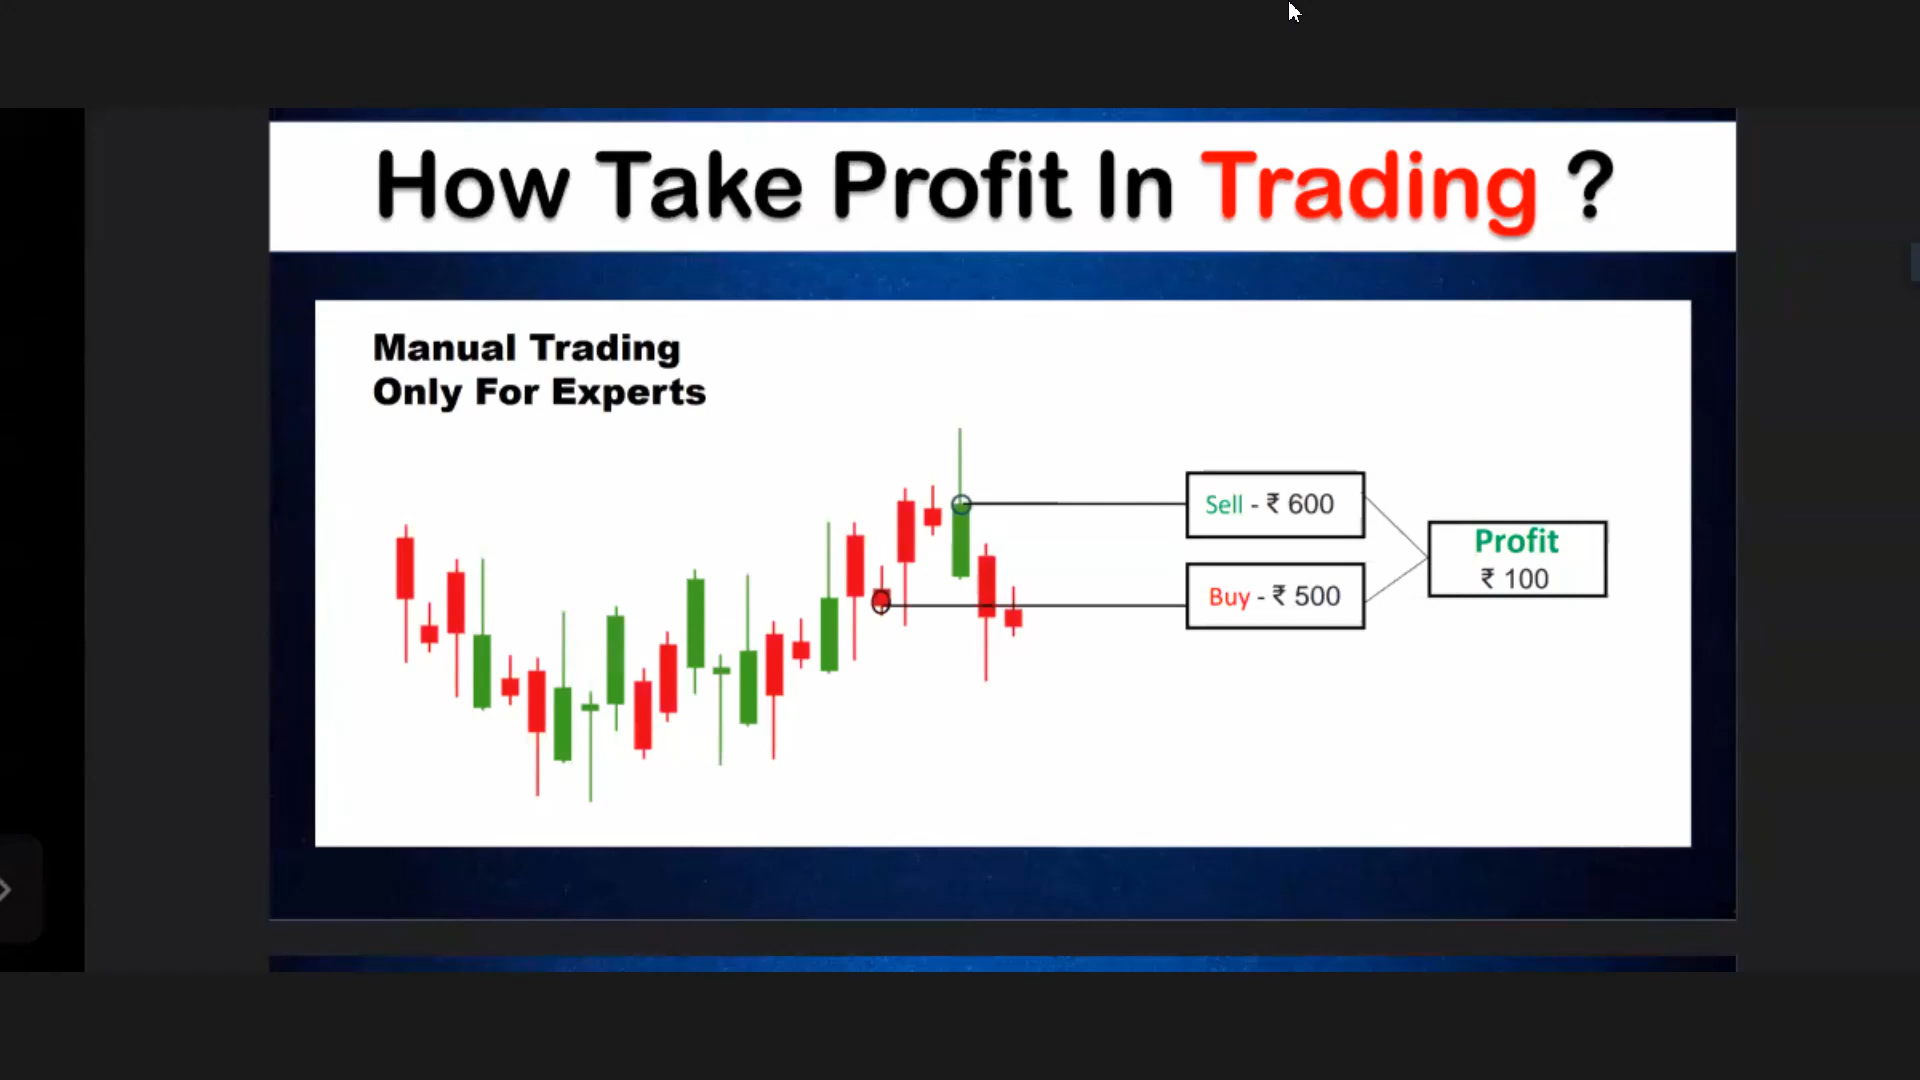 How Take Profit In Trading ?
Manual Trading
Only For Experts
Sell - ₹ 600
Buy - ₹ 500
Profit
₹ 100